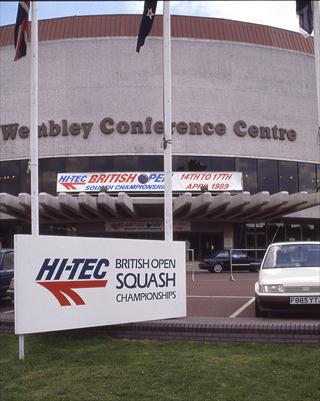 Wembley Conference Centre
HI-TEC BRITISH OPEN
SQUASH CHAMPIONSHIPS
14TH TO 17TH
APRIL 1989
HI-TEC
BRITISH OPEN
SQUASH
CHAMPIONSHIPS